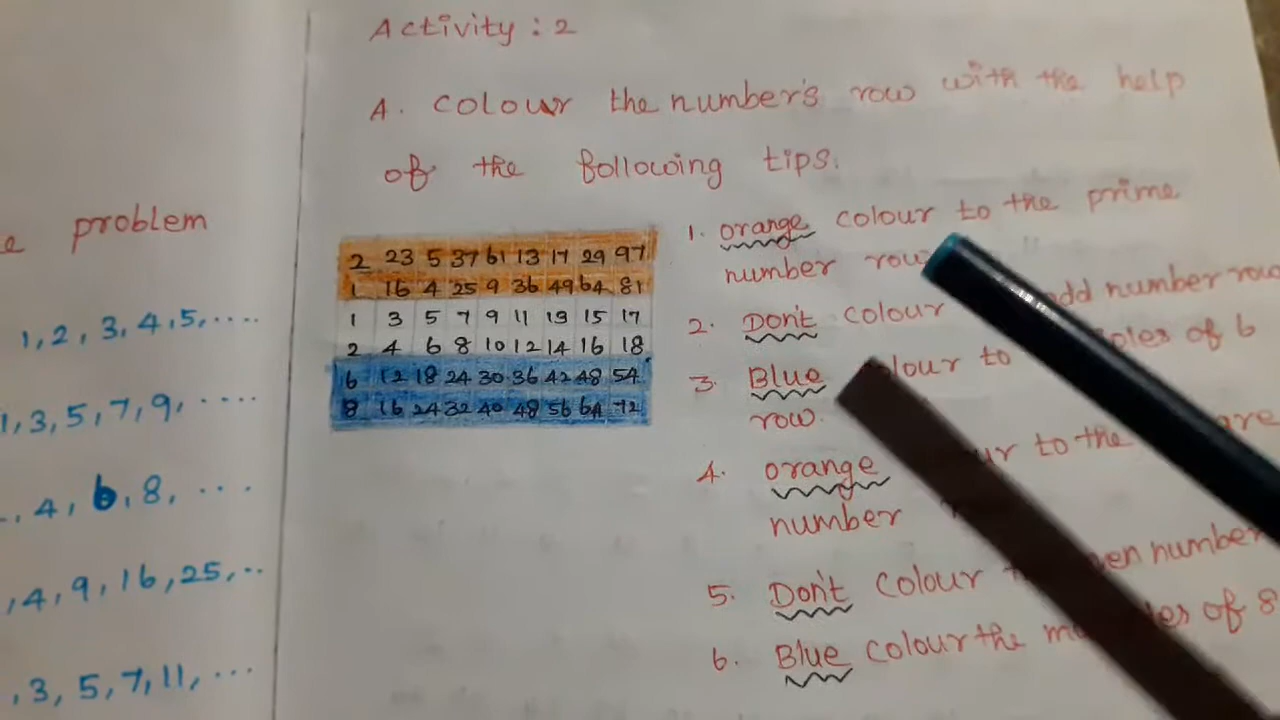 Activity : 2
A. Colour the number's row with the help
of the following tips.
e problem
1, 2, 3, 4, 5, ....
1, 3, 5, 7, 9, ....
., 4, 6, 8, ...
, 4, 9, 16, 25, ..
, 3, 5, 7, 11, ...
2 23 5 37 61 13 17 29 97
1 16 4 25 9 36 49 64 81
1 3 5 7 9 11 13 15 17
2 4 6 8 10 12 14 16 18
6 12 18 24 30 36 42 48 54
8 16 24 32 40 48 56 64 72
1. orange colour to the prime
number row
2. Don't colour odd number row
3. Blue colour to of 6
row.
4. orange to the
number
5. Don't colour number
6. Blue colour the of 8